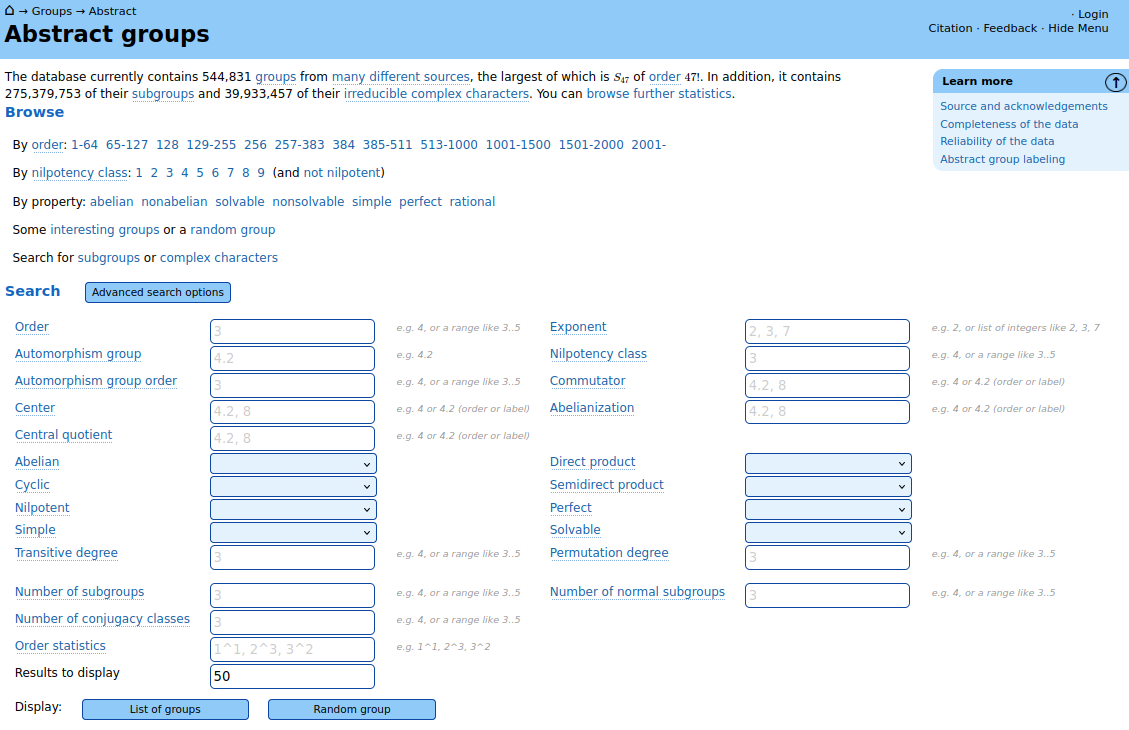 ⌂ → Groups → Abstract
Abstract groups
· Login
Citation · Feedback · Hide Menu
The database currently contains 544,831 groups from many different sources, the largest of which is S₄₇ of order 47!. In addition, it contains
275,379,753 of their subgroups and 39,933,457 of their irreducible complex characters. You can browse further statistics.
Learn more
Source and acknowledgements
Completeness of the data
Reliability of the data
Abstract group labeling
Browse
By order: 1-64 65-127 128 129-255 256 257-383 384 385-511 513-1000 1001-1500 1501-2000 2001-
By nilpotency class: 1 2 3 4 5 6 7 8 9 (and not nilpotent)
By property: abelian nonabelian solvable nonsolvable simple perfect rational
Some interesting groups or a random group
Search for subgroups or complex characters
Search Advanced search options
Order 3 e.g. 4, or a range like 3..5 Exponent 2, 3, 7 e.g. 2, or list of integers like 2, 3, 7
Automorphism group 4.2 e.g. 4.2 Nilpotency class 3 e.g. 4, or a range like 3..5
Automorphism group order 3 e.g. 4, or a range like 3..5 Commutator 4.2, 8 e.g. 4 or 4.2 (order or label)
Center 4.2, 8 e.g. 4 or 4.2 (order or label) Abelianization 4.2, 8 e.g. 4 or 4.2 (order or label)
Central quotient 4.2, 8 e.g. 4 or 4.2 (order or label)
Abelian Direct product
Cyclic Semidirect product
Nilpotent Perfect
Simple Solvable
Transitive degree 3 e.g. 4, or a range like 3..5 Permutation degree 3 e.g. 4, or a range like 3..5
Number of subgroups 3 e.g. 4, or a range like 3..5 Number of normal subgroups 3 e.g. 4, or a range like 3..5
Number of conjugacy classes 3 e.g. 4, or a range like 3..5
Order statistics 1^1, 2^3, 3^2 e.g. 1^1, 2^3, 3^2
Results to display 50
Display: List of groups Random group